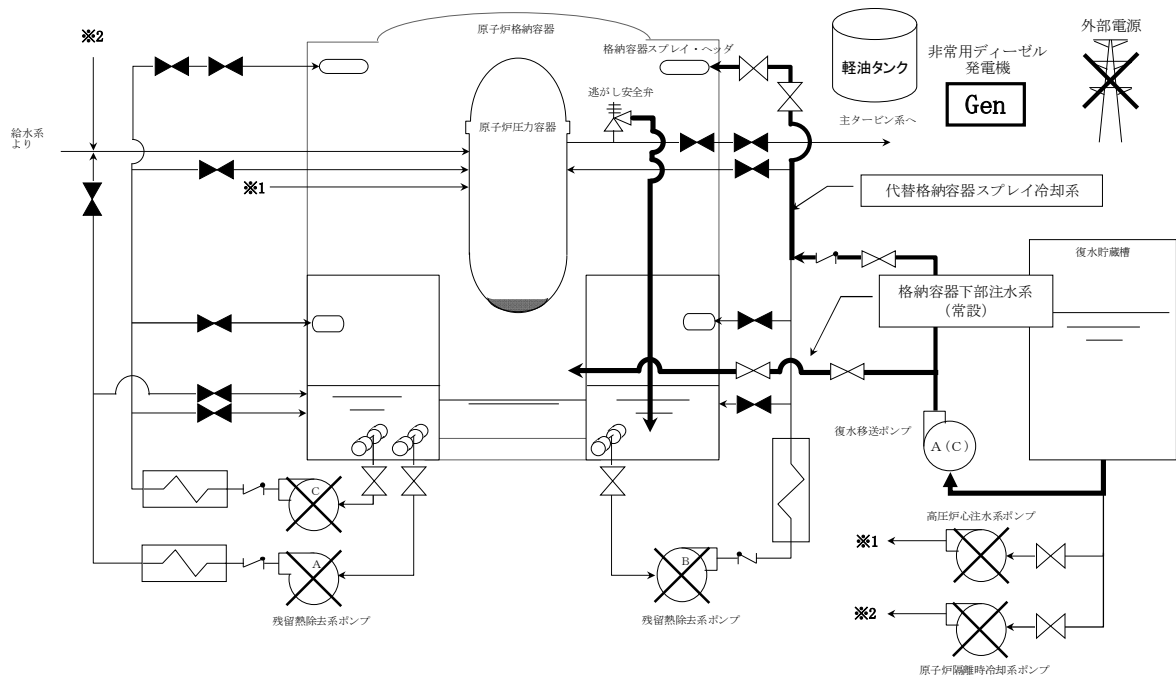 ※2
原子炉格納容器
格納容器スプレイ・ヘッダ
軽油タンク
非常用ディーゼル
発電機
Gen
外部電源
逃がし安全弁
主タービン系へ
給水系
より
原子炉圧力容器
※1
代替格納容器スプレイ冷却系
復水貯蔵槽
格納容器下部注水系
（常設）
復水移送ポンプ
A(C)
C
A
残留熱除去系ポンプ
B
残留熱除去系ポンプ
高圧炉心注水系ポンプ
※1
※2
原子炉隔離時冷却系ポンプ